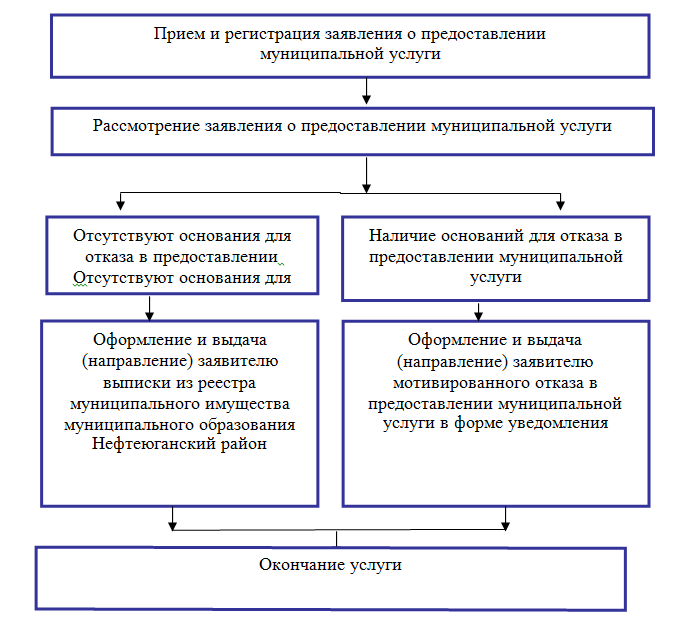 Прием и регистрация заявления о предоставлении
муниципальной услуги
Рассмотрение заявления о предоставлении муниципальной услуги
Отсутствуют основания для
отказа в предоставлении
Отсутствуют основания для
Наличие оснований для отказа в
предоставлении муниципальной
услуги
Оформление и выдача
(направление) заявителю
выписки из реестра
муниципального имущества
муниципального образования
Нефтеюганский район
Оформление и выдача
(направление) заявителю
мотивированного отказа в
предоставлении муниципальной
услуги в форме уведомления
Окончание услуги